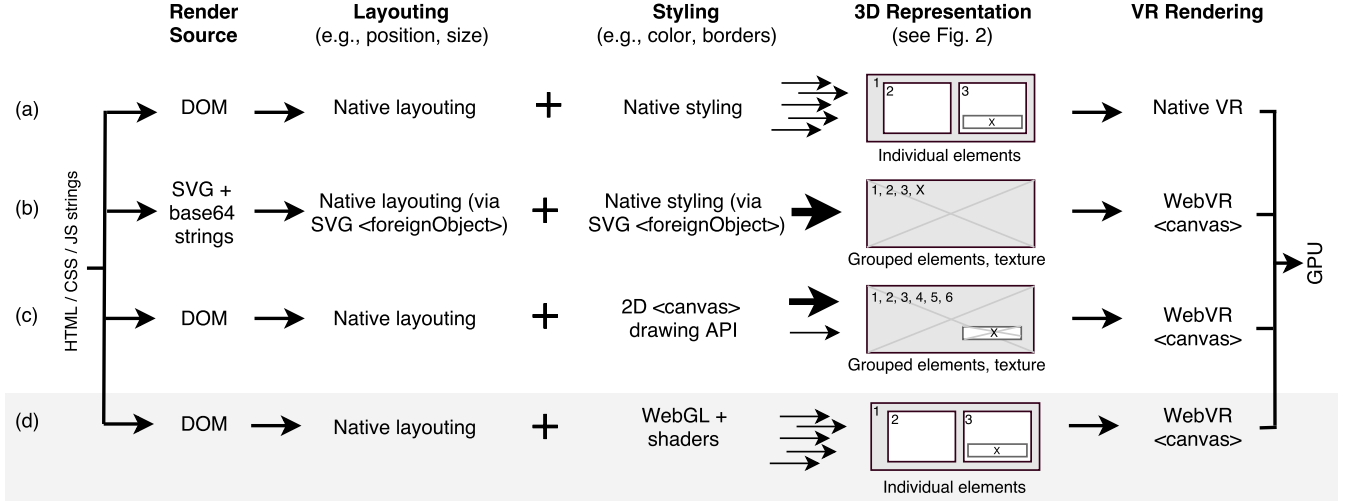 Render Source
Layouting
(e.g., position, size)
Styling
(e.g., color, borders)
3D Representation
(see Fig. 2)
VR Rendering
HTML / CSS / JS strings
(a)
DOM
Native layouting
+
Native styling
1
2
3
X
Individual elements
Native VR
(b)
SVG +
base64
strings
Native layouting (via
SVG <foreignObject>)
+
Native styling (via
SVG <foreignObject>)
1, 2, 3, X
Grouped elements, texture
WebVR
<canvas>
(c)
DOM
Native layouting
+
2D <canvas>
drawing API
1, 2, 3, 4, 5, 6
X
Grouped elements, texture
WebVR
<canvas>
(d)
DOM
Native layouting
+
WebGL +
shaders
1
2
3
X
Individual elements
WebVR
<canvas>
GPU